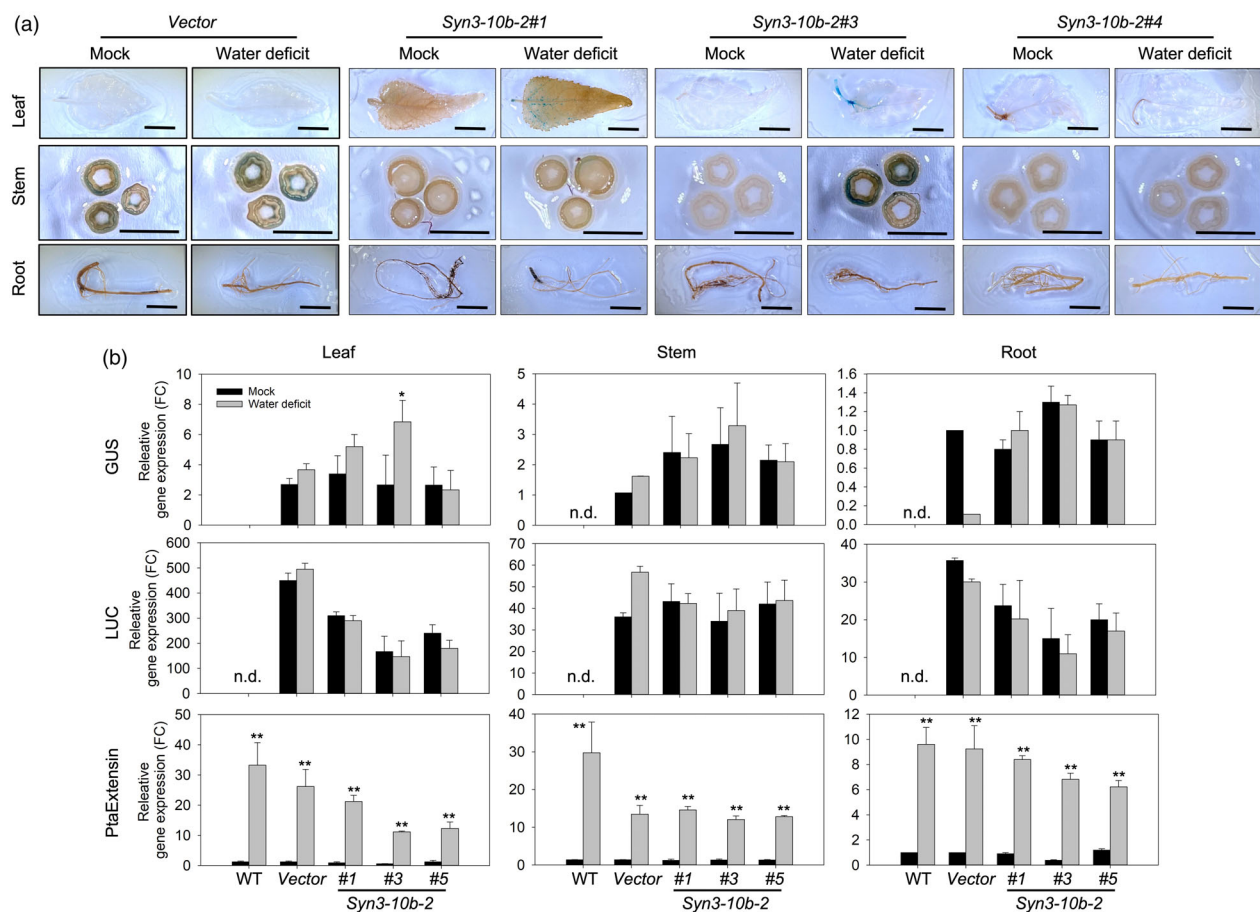 (a)
Vector
Syn3-10b-2#1
Syn3-10b-2#3
Syn3-10b-2#4
Mock
Water deficit
Mock
Water deficit
Mock
Water deficit
Mock
Water deficit
Leaf
Stem
Root
(b)
Leaf
Stem
Root
GUS
Releative
gene expression (FC)
10
8
6
4
2
0
Mock
Water deficit
*
5
4
3
2
1
0
n.d.
1.6
1.4
1.2
1.0
0.8
0.6
0.4
0.2
0.0
n.d.
LUC
Releative
gene expression (FC)
600
500
400
300
200
100
0
n.d.
70
60
50
40
30
20
10
0
n.d.
40
30
20
10
0
n.d.
PtaExtensin
Releative
gene expression (FC)
50
40
30
20
10
0
**
**
**
**
**
40
30
20
10
0
**
**
**
**
**
12
10
8
6
4
2
0
**
**
**
**
**
WT
Vector
#1
#3
#5
Syn3-10b-2
WT
Vector
#1
#3
#5
Syn3-10b-2
WT
Vector
#1
#3
#5
Syn3-10b-2